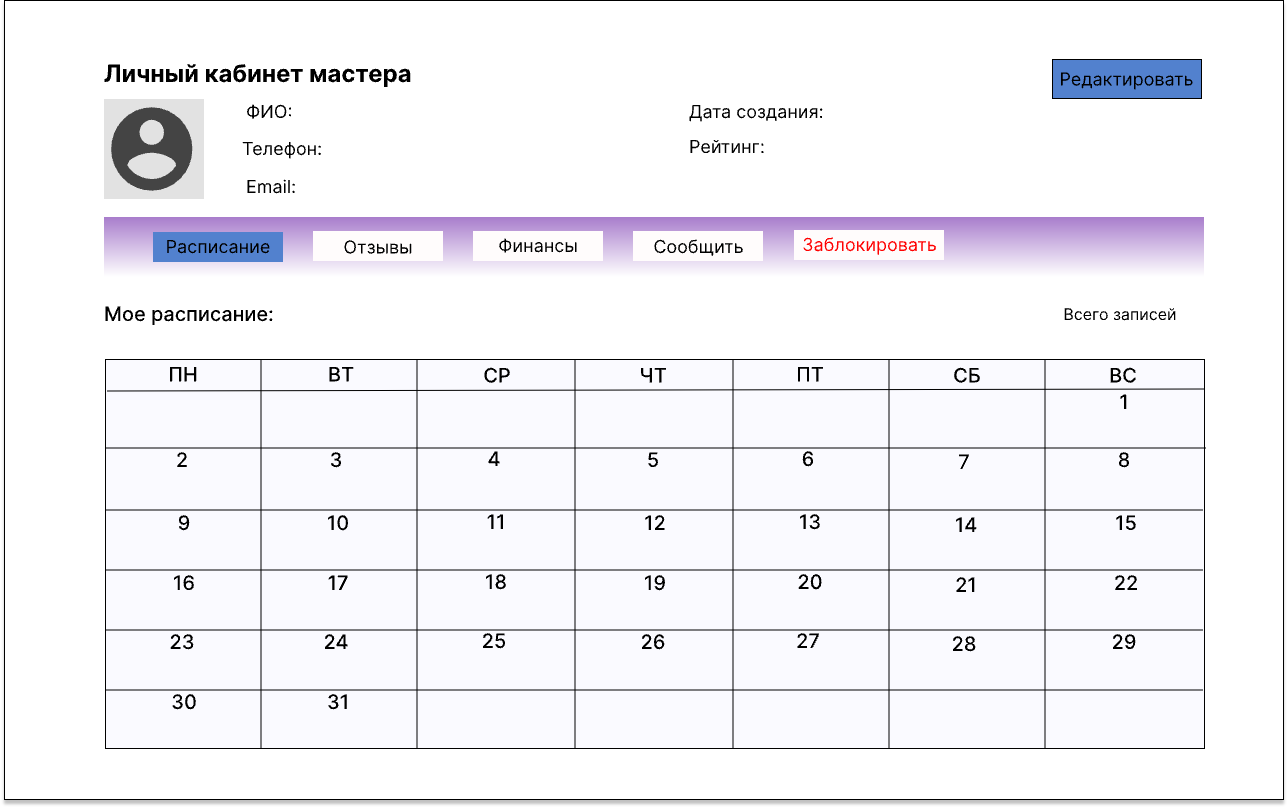 Личный кабинет мастера
Редактировать
ФИО:
Дата создания:
Телефон:
Рейтинг:
Email:
Расписание Отзывы Финансы Сообщить Заблокировать
Мое расписание:
Всего записей
ПН ВТ СР ЧТ ПТ СБ ВС
1
2 3 4 5 6 7 8
9 10 11 12 13 14 15
16 17 18 19 20 21 22
23 24 25 26 27 28 29
30 31